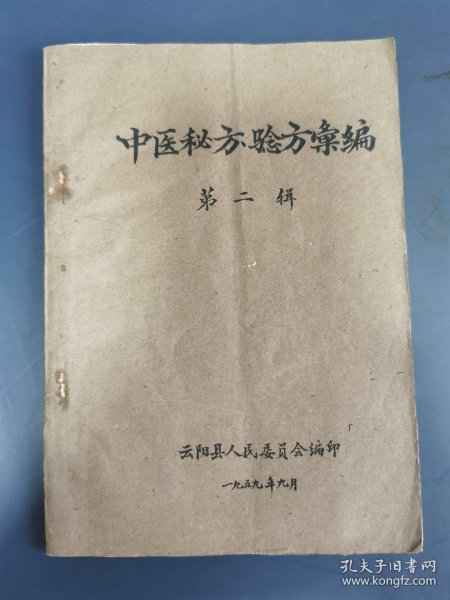 中医秘方、验方彙编
第二辑
云阳县人民委员会编印
一九五九年九月
孔夫子旧书网
www.kongfz.com